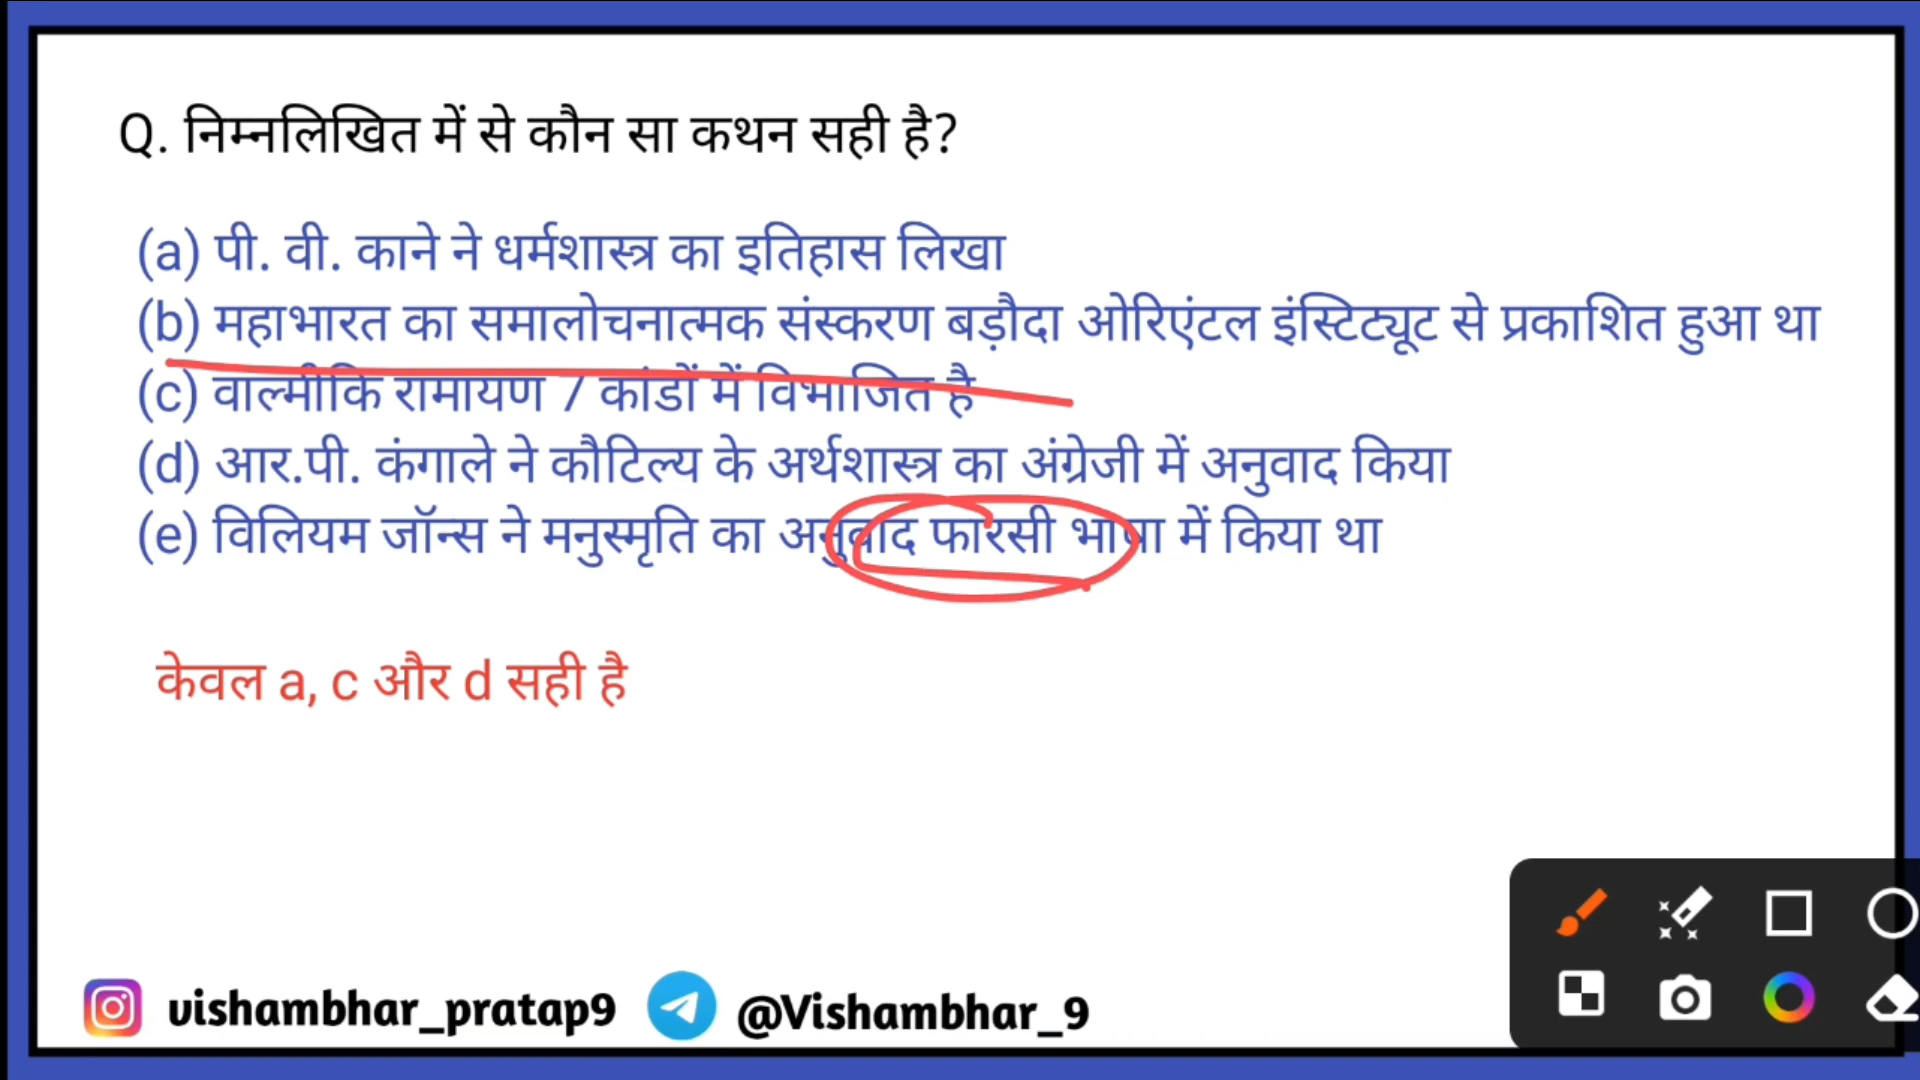 Q. निम्नलिखित में से कौन सा कथन सही है?
(a) पी. वी. काने ने धर्मशास्त्र का इतिहास लिखा
(b) महाभारत का समालोचनात्मक संस्करण बड़ौदा ओरिएंटल इंस्टिट्यूट से प्रकाशित हुआ था
(c) वाल्मीकि रामायण 7 कांडों में विभाजित है
(d) आर.पी. कंगाले ने कौटिल्य के अर्थशास्त्र का अंग्रेजी में अनुवाद किया
(e) विलियम जॉन्स ने मनुस्मृति का अनुवाद फारसी भाषा में किया था
केवल a, c और d सही है
vishambhar_pratap9 @Vishambhar_9